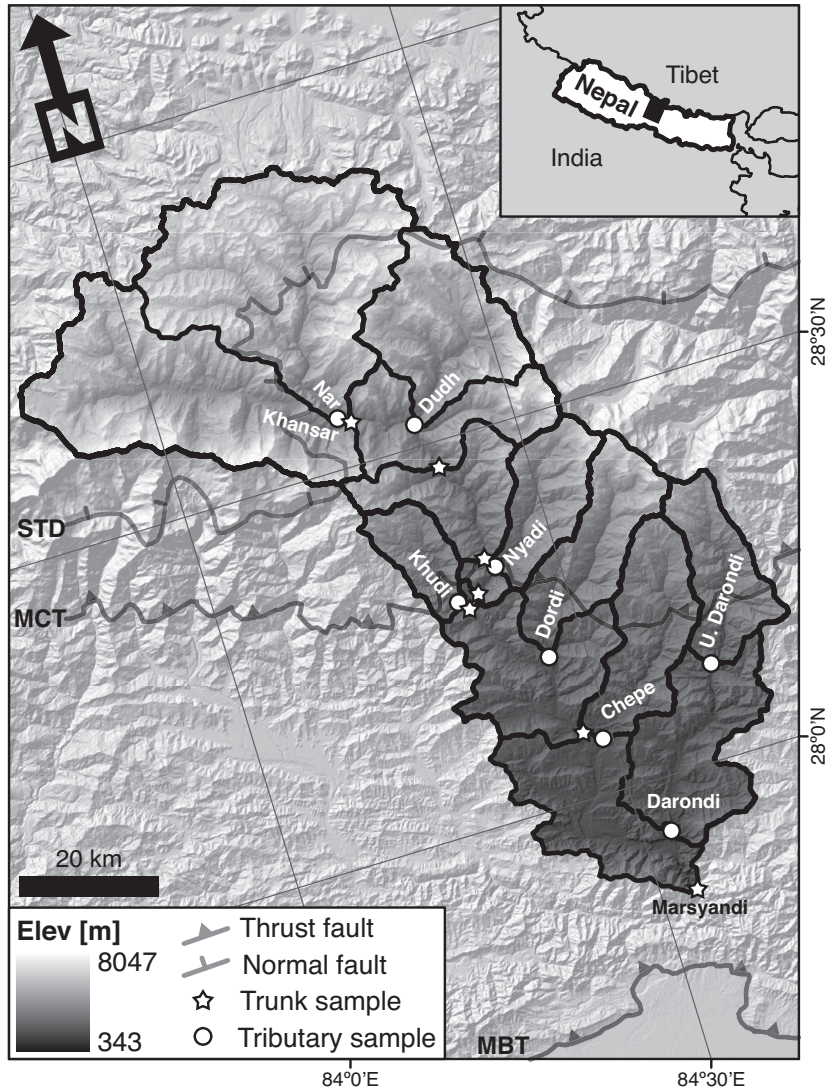 N
Tibet
Nepal
India
28°30'N
Nar
Dudh
Khansar
STD
Nyadi
Khudi
U. Darondi
MCT
Dordi
Chepe
28°0'N
Darondi
20 km
Marsyandi
Elev [m]
8047
343
Thrust fault
Normal fault
Trunk sample
Tributary sample
MBT
84°0'E
84°30'E